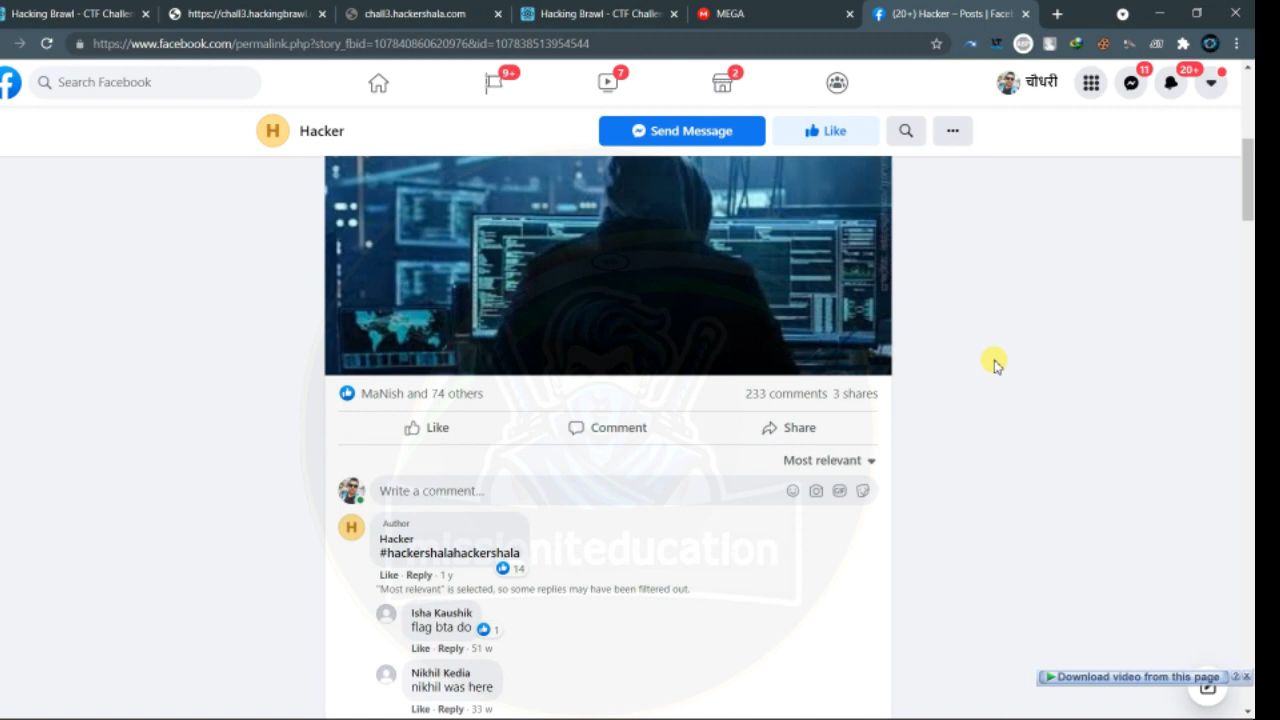 Hacking Brawl - CTF Challe
https://chall3.hackingbrawl.
chall3.hackershala.com
Hacking Brawl - CTF Challe
MEGA
(20+) Hacker – Posts | Face
https://www.facebook.com/permalink.php?story_fbid=107840860620976&id=107838513954544
Search Facebook
9+
7
2
चौधरी
11
20+
H
Hacker
Send Message
Like
MaNish and 74 others
233 comments 3 shares
Like
Comment
Share
Most relevant
Write a comment...
GIF
H
Author
Hacker
#hackershalahackershala
14
Like · Reply · 1 y
"Most relevant" is selected, so some replies may have been filtered out.
Isha Kaushik
flag bta do
1
Like · Reply · 51 w
Nikhil Kedia
nikhil was here
Like · Reply · 33 w
missioniteducation
Download video from this page
? x